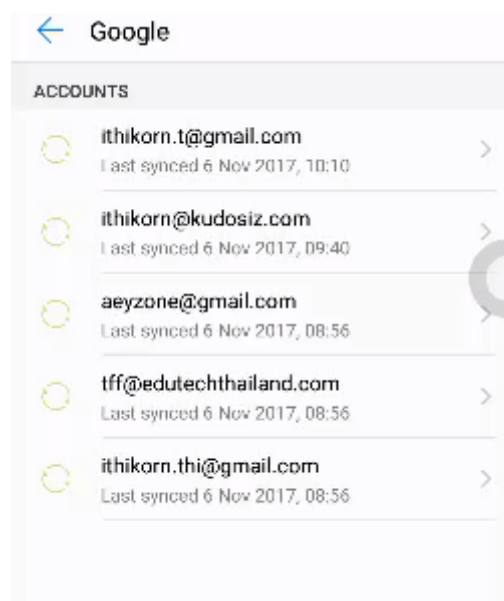 Google
ACCOUNTS
ithikorn.t@gmail.com
Last synced 6 Nov 2017, 10:10
ithikorn@kudosiz.com
Last synced 6 Nov 2017, 09:40
aeyzone@gmail.com
Last synced 6 Nov 2017, 08:56
tff@edutechthailand.com
Last synced 6 Nov 2017, 08:56
ithikorn.thi@gmail.com
Last synced 6 Nov 2017, 08:56